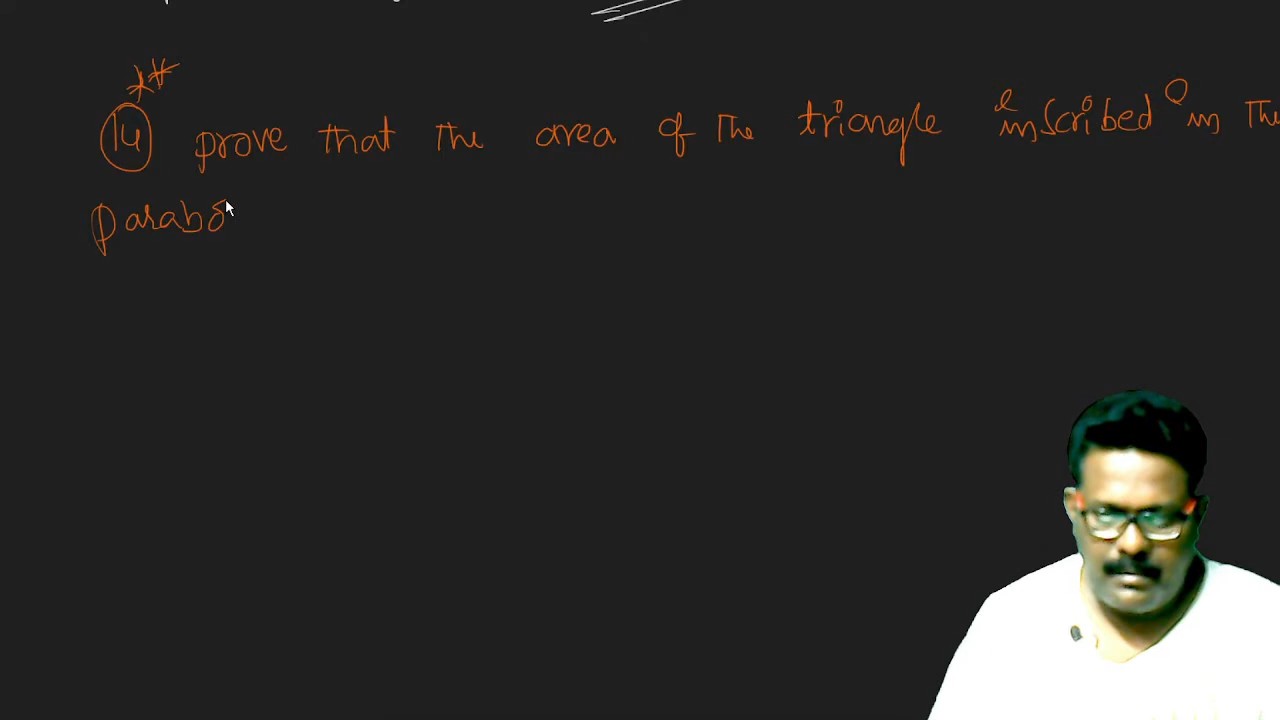 14 prove that the area of the triangle inscribed in the
parabo